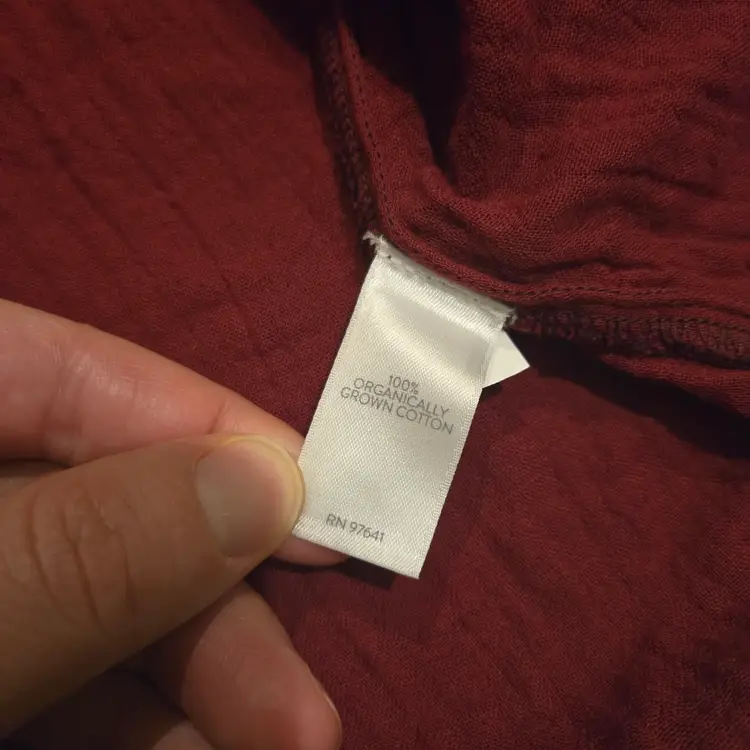 100%
ORGANICALLY
GROWN COTTON
RN 97641